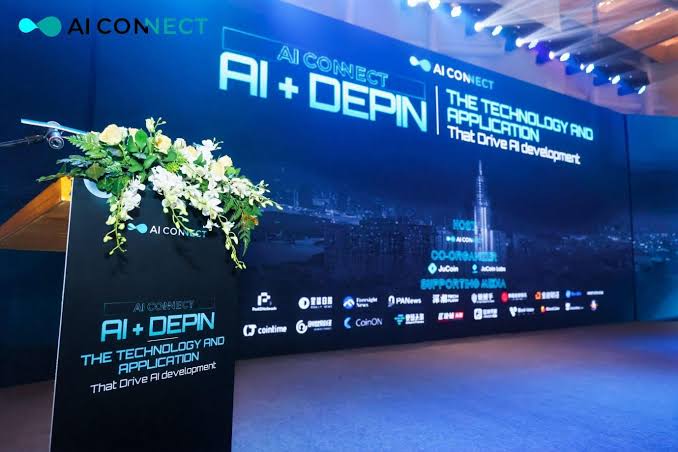 AI CONNECT
AI CONNECT
AI CONNECT
AI + DEPIN
THE TECHNOLOGY AND
APPLICATION
That Drive AI development
HOST
AI CONNECT
CO-ORGANIZER
JuCoin
JuCoin Labs
SUPPORTING MEDIA
Foresight
News
PANews
cointime
CoinON
AI CONNECT
AI CONNECT
AI + DEPIN
THE TECHNOLOGY AND
APPLICATION
That Drive AI development